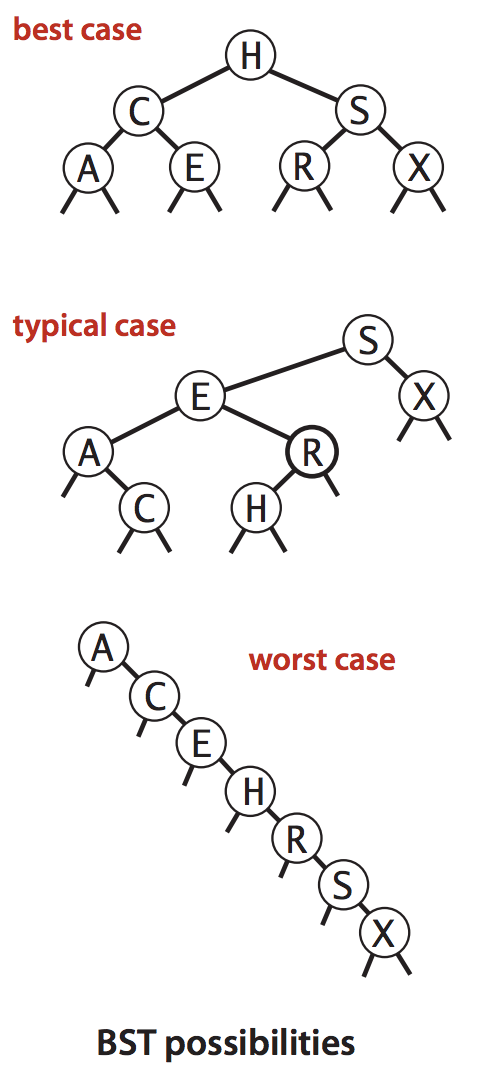 best case
H
C S
A E R X
typical case
S
E X
A R
C H
A
worst case
C
E
H
R
S
X
BST possibilities